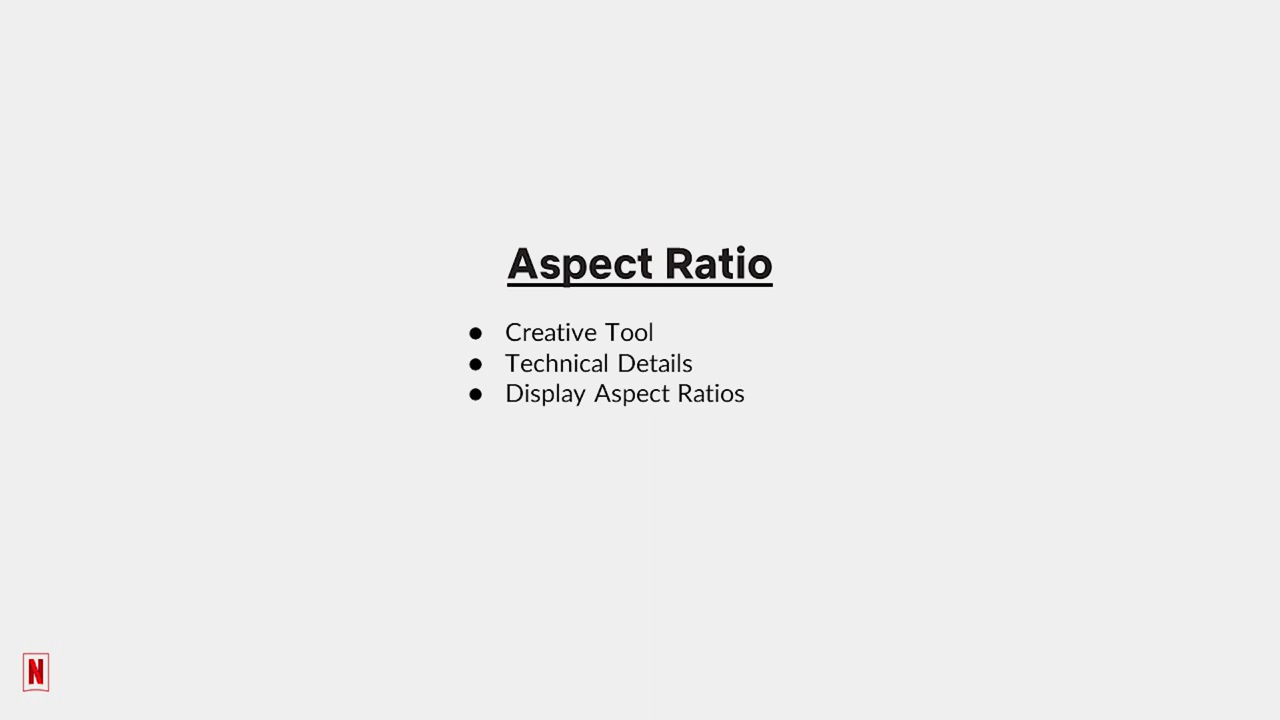 Aspect Ratio
● Creative Tool
● Technical Details
● Display Aspect Ratios
N